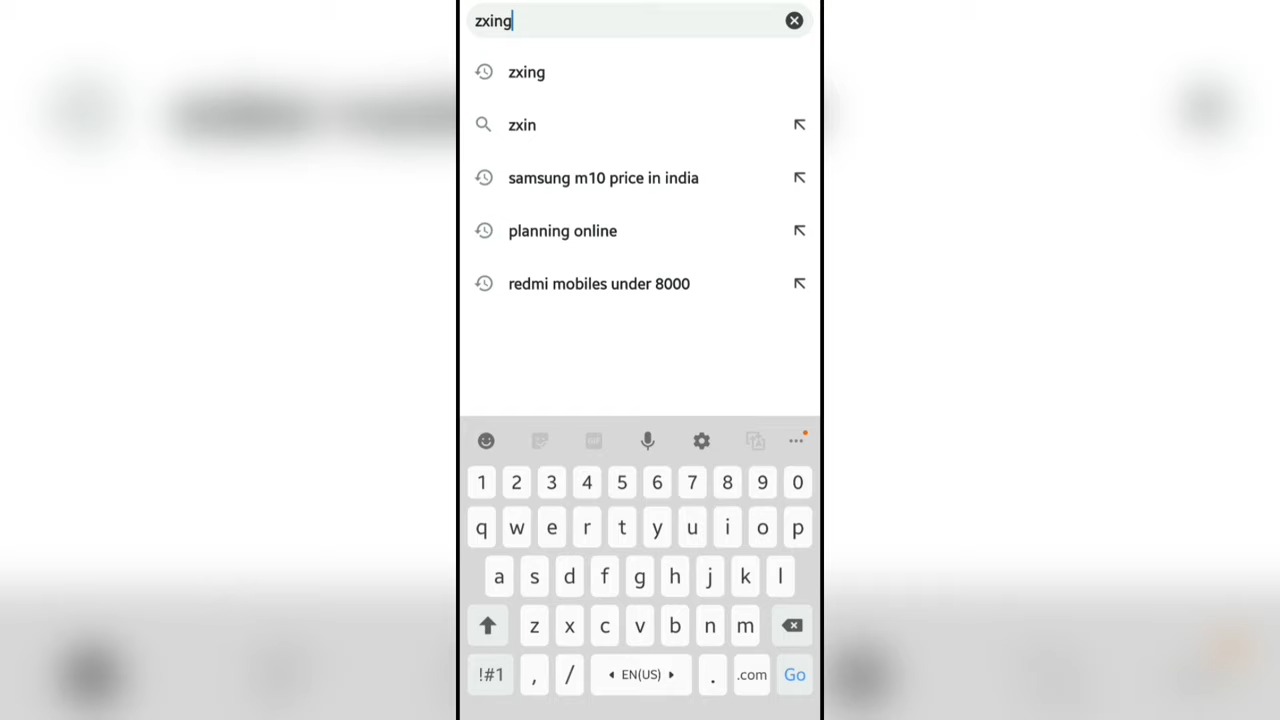 zxing
zxing
zxin
samsung m10 price in india
planning online
redmi mobiles under 8000
1 2 3 4 5 6 7 8 9 0
q w e r t y u i o p
a s d f g h j k l
z x c v b n m
!#1 , / EN(US) . .com Go